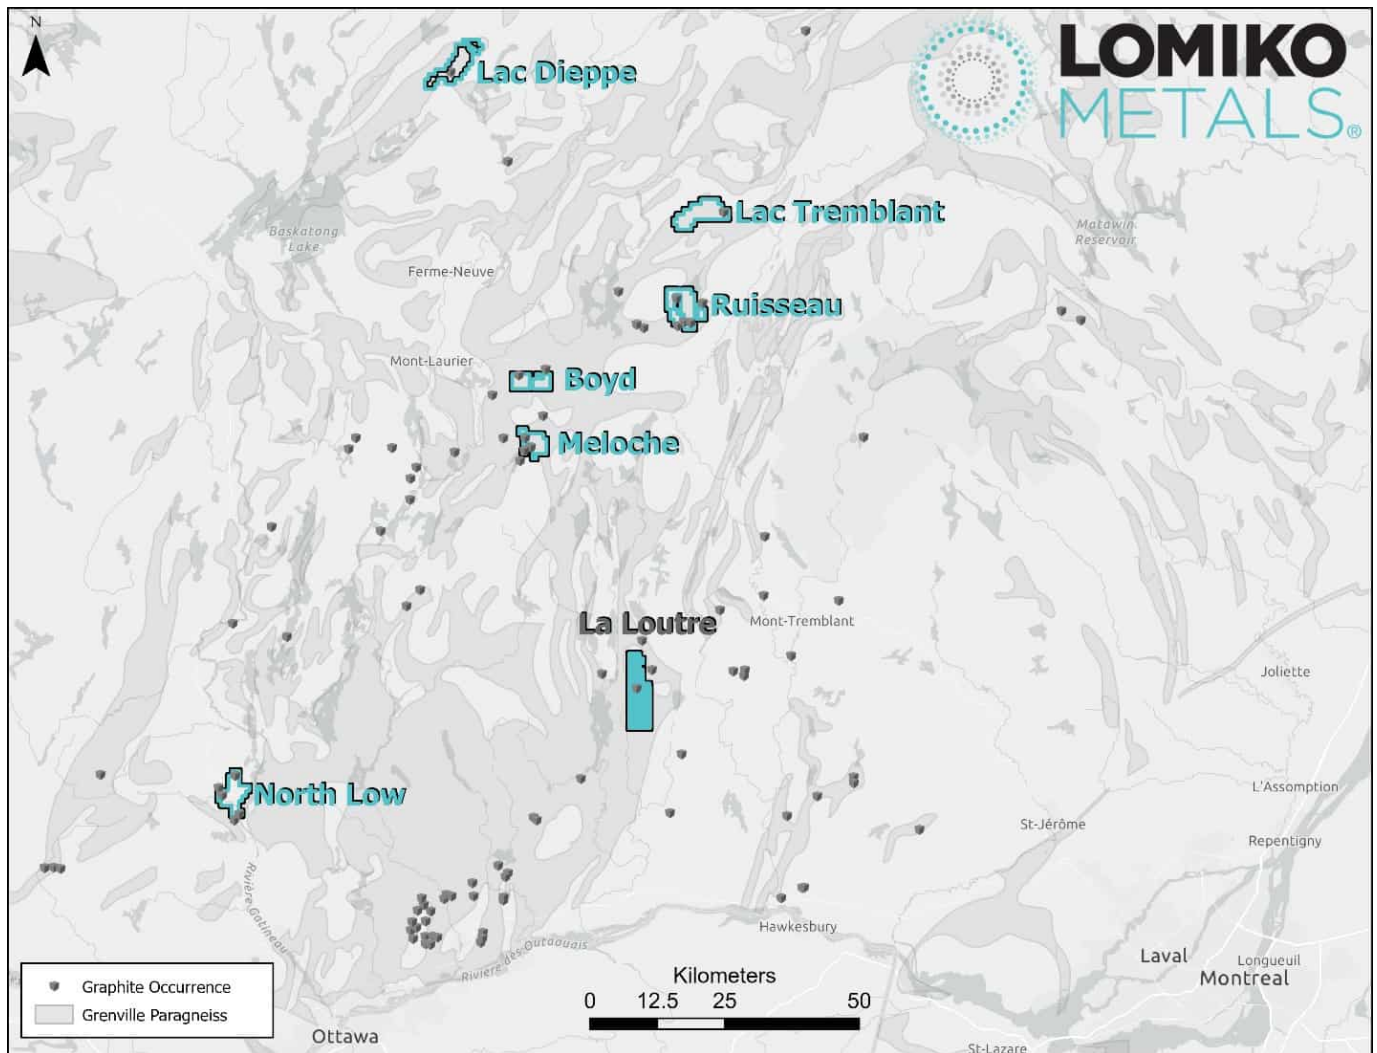 N
LOMIKO
METALS®
Lac Dieppe
Lac Tremblant
Baskatong
Lake
Matawin
Reservoir
Ferme-Neuve
Ruisseau
Mont-Laurier
Boyd
Meloche
La Loutre
Mont-Tremblant
Joliette
North Low
L'Assomption
St-Jérôme
Repentigny
Rivière Gatineau
Hawkesbury
Rivière des Outaouais
Laval
Longueuil
Montreal
Graphite Occurrence
Grenville Paragneiss
Kilometers
0 12.5 25 50
Ottawa
St-Lazare